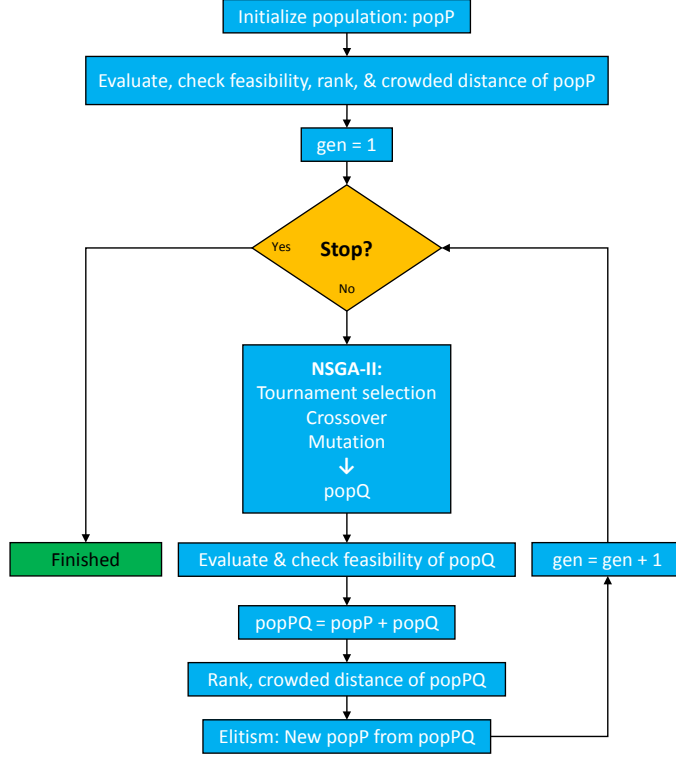 Initialize population: popP
Evaluate, check feasibility, rank, & crowded distance of popP
gen = 1
Yes
Stop?
No
NSGA-II:
Tournament selection
Crossover
Mutation
↓
popQ
Finished
Evaluate & check feasibility of popQ
gen = gen + 1
popPQ = popP + popQ
Rank, crowded distance of popPQ
Elitism: New popP from popPQ